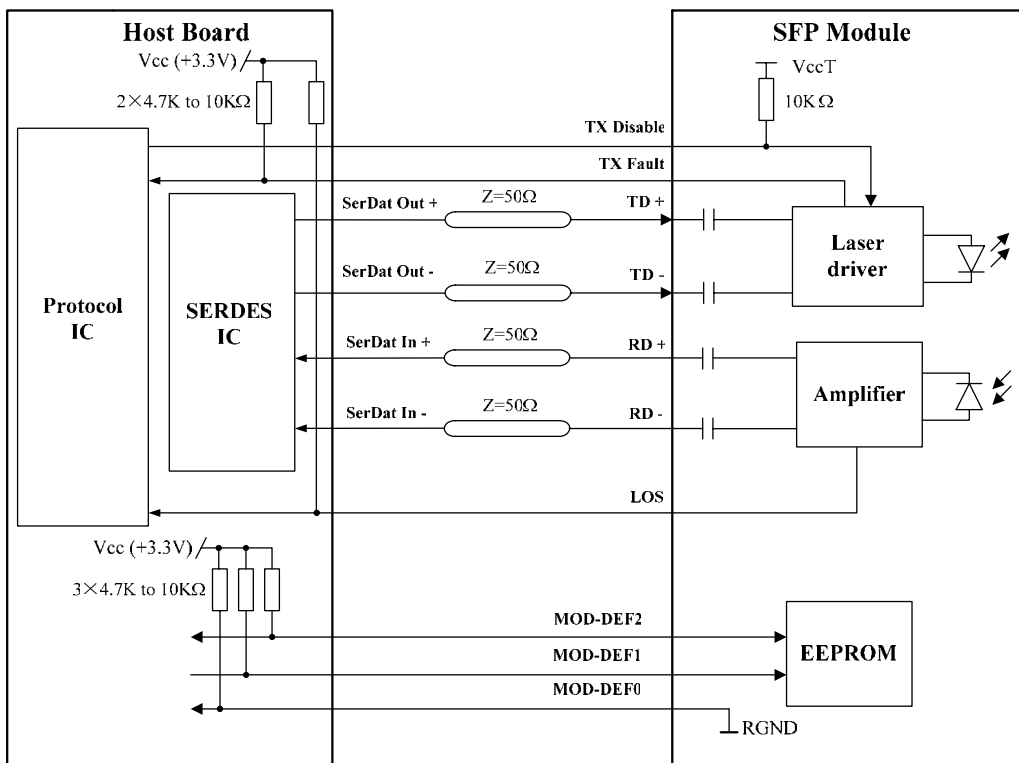 Host Board
SFP Module
Vcc (+3.3V)
VccT
2×4.7K to 10KΩ
10KΩ
TX Disable
TX Fault
SerDat Out +
Z=50Ω
TD +
Laser
driver
SerDat Out -
Z=50Ω
TD -
Protocol
IC
SERDES
IC
SerDat In +
Z=50Ω
RD +
Amplifier
SerDat In -
Z=50Ω
RD -
LOS
Vcc (+3.3V)
3×4.7K to 10KΩ
MOD-DEF2
MOD-DEF1
EEPROM
MOD-DEF0
RGND